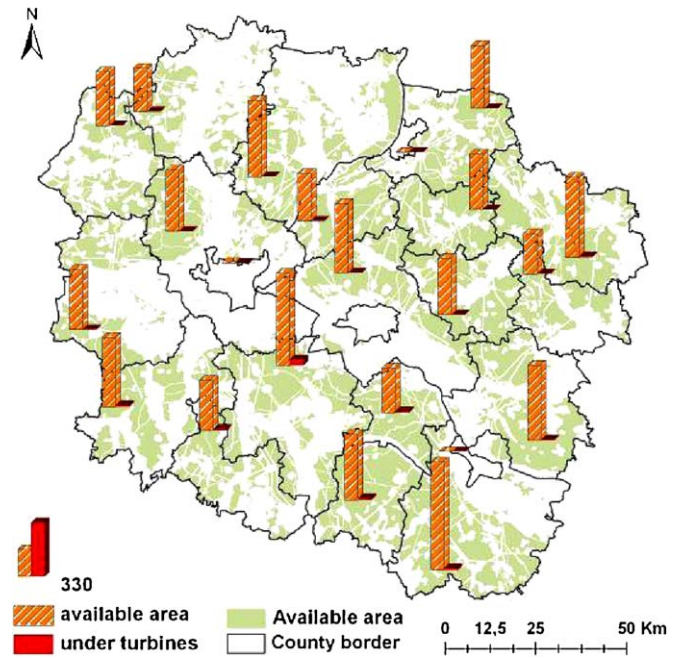 N
330
available area
Available area
under turbines
County border
0 12,5 25 50 Km